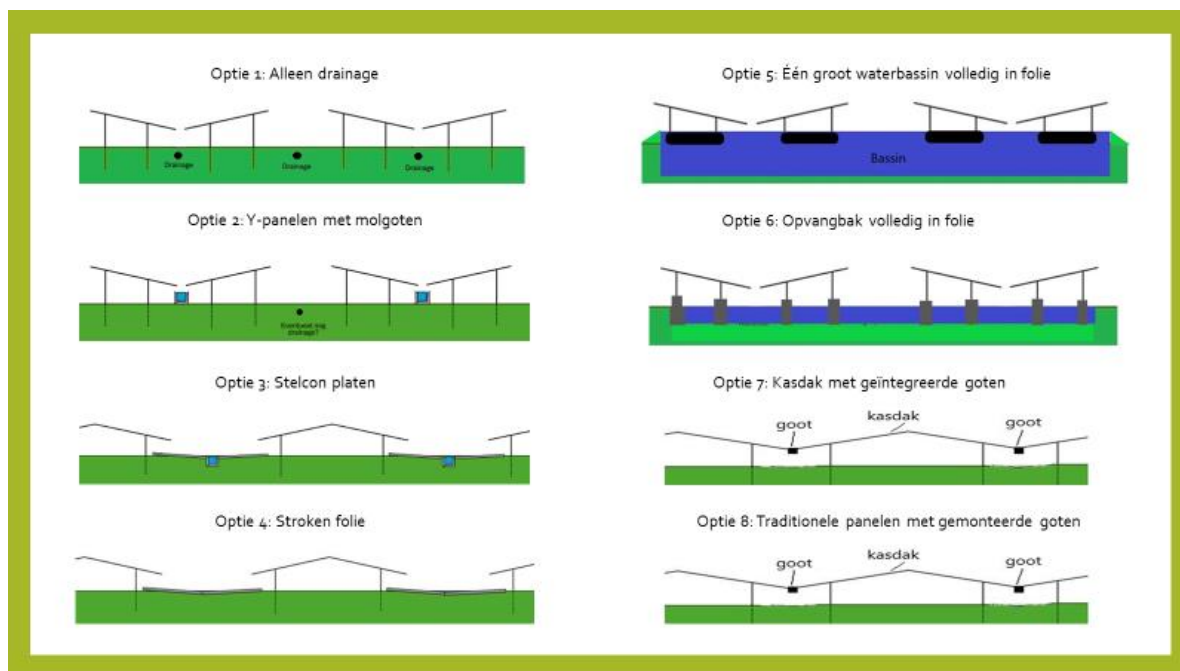 Optie 1: Alleen drainage
Drainage
Drainage
Drainage
Optie 2: Y-panelen met molgoten
Eventueel nog
drainage?
Optie 3: Stelcon platen
Optie 4: Stroken folie
Optie 5: Één groot waterbassin volledig in folie
Bassin
Optie 6: Opvangbak volledig in folie
Optie 7: Kasdak met geïntegreerde goten
goot
kasdak
goot
Optie 8: Traditionele panelen met gemonteerde goten
goot
kasdak
goot